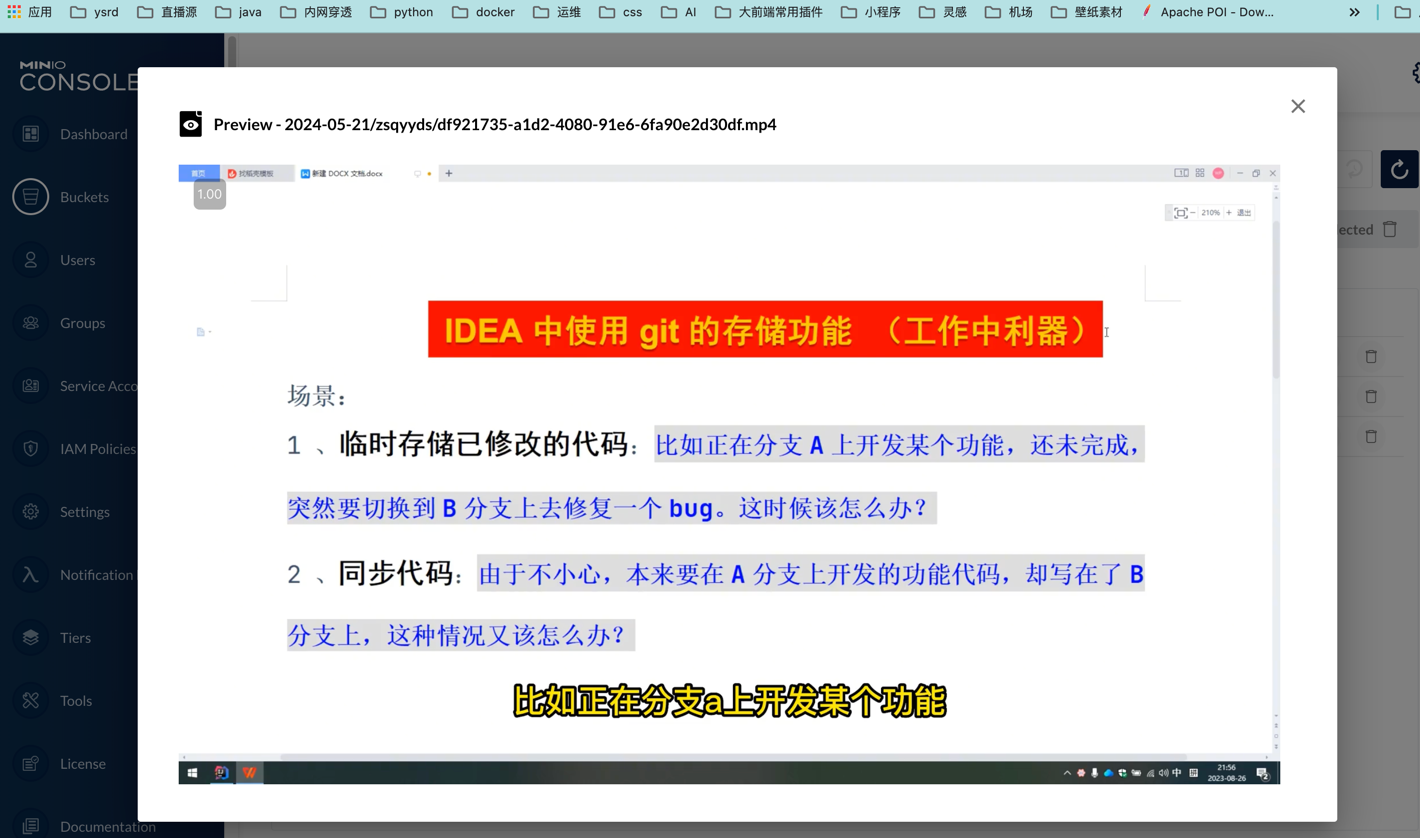 应用 ysrd 直播源 java 内网穿透 python docker 运维 css AI 大前端常用插件 小程序 灵感 机场 壁纸素材 Apache POI - Dow... »
MINIO
CONSOLE
Dashboard
Buckets
Users
Groups
Service Acco
IAM Policies
Settings
Notification
Tiers
Tools
License
Documentation
ected
Preview - 2024-05-21/zsqyyds/df921735-a1d2-4080-91e6-6fa90e2d30df.mp4
首页 找稿壳模板 新建 DOCX 文档.docx
1.00
210% 退出
IDEA 中使用 git 的存储功能 (工作中利器)
场景：
1 、临时存储已修改的代码：比如正在分支 A 上开发某个功能，还未完成，
突然要切换到 B 分支上去修复一个 bug。这时候该怎么办？
2 、同步代码：由于不小心，本来要在 A 分支上开发的功能代码，却写在了 B
分支上，这种情况又该怎么办？
比如正在分支a上开发某个功能
中
21:56
2023-08-26